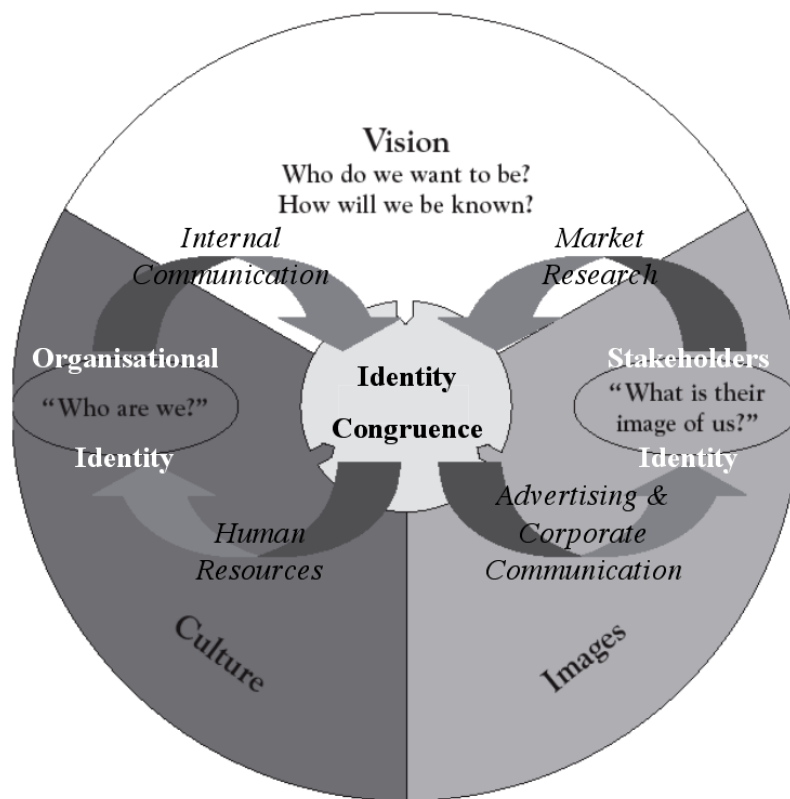 Vision
Who do we want to be?
How will we be known?
Internal
Communication
Market
Research
Organisational
“Who are we?”
Identity
Identity
Congruence
Stakeholders
“What is their
image of us?”
Identity
Human
Resources
Advertising &
Corporate
Communication
Culture
Images